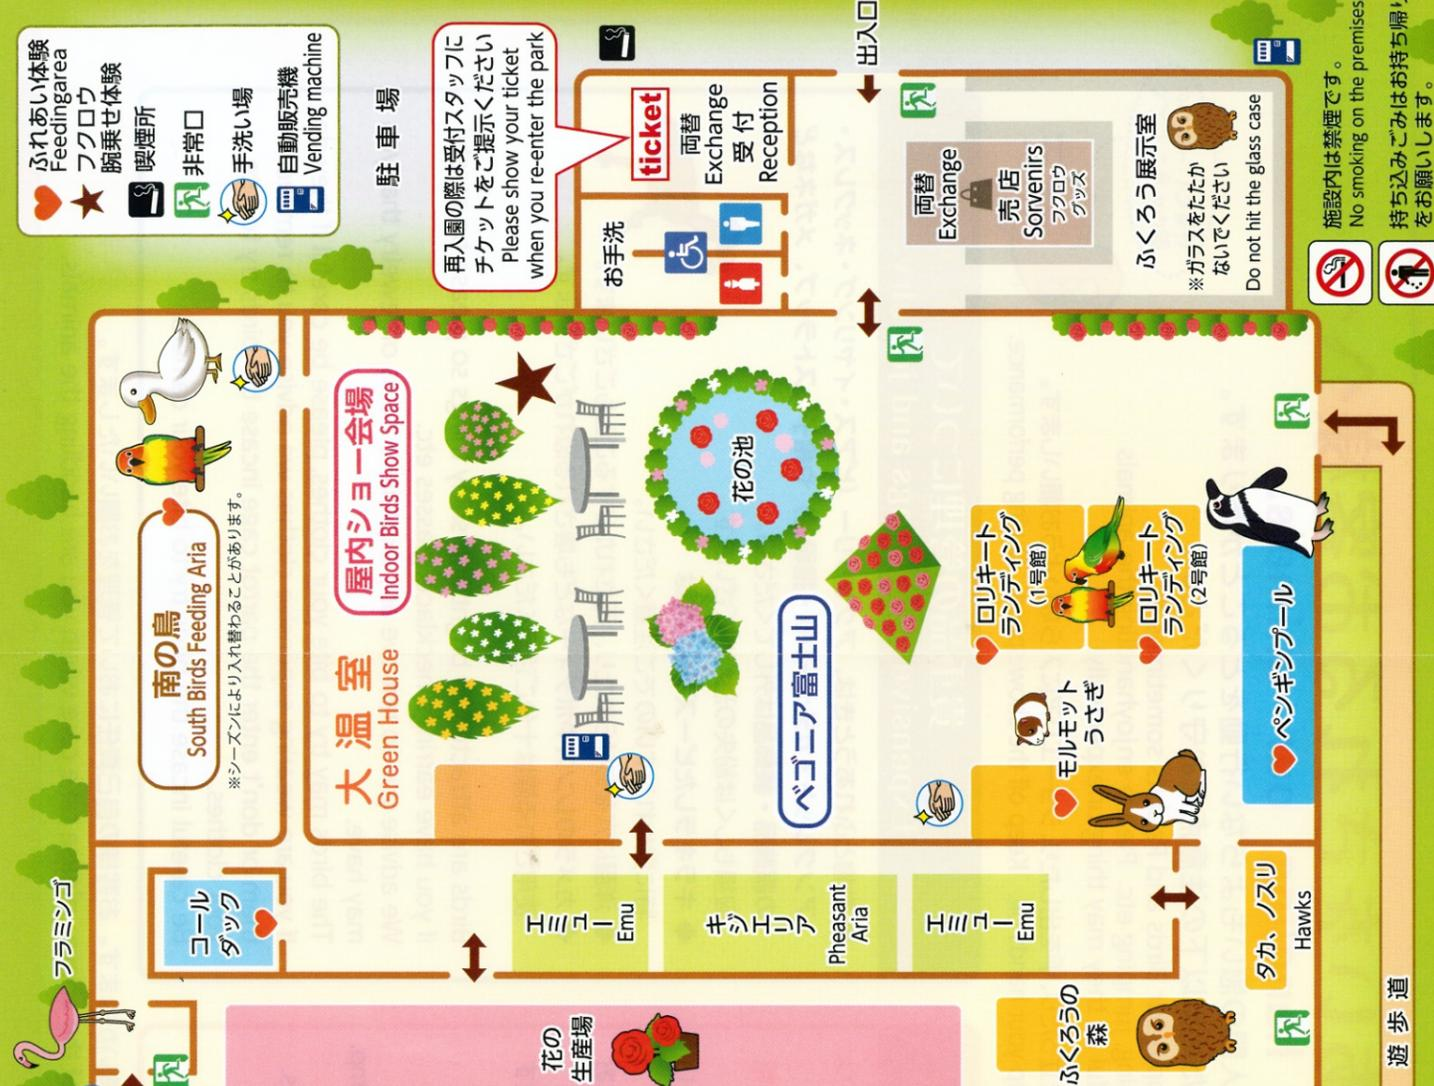 ふれあい体験
Feedingarea
フクロウ
腕乗せ体験
喫煙所
非常口
手洗い場
自動販売機
Vending machine
駐車場
再入園の際は受付スタッフに
チケットをご提示ください
Please show your ticket
when you re-enter the park
ticket
両替
Exchange
受付
Reception
お手洗
出入口
両替
Exchange
売店
Sorvenirs
フクロウ
グッズ
ふくろう展示室
※ガラスをたたか
ないでください
Do not hit the glass case
施設内は禁煙です。
No smoking on the premises
持ち込みごみはお持ち帰り
をお願いします。
南の鳥
South Birds Feeding Aria
※シーズンにより入れ替わることがあります。
屋内ショー会場
Indoor Birds Show Space
大温室
Green House
花の池
ベゴニア富士山
ロリキート
ランディング
(1号館)
ロリキート
ランディング
(2号館)
モルモット
うさぎ
ペンギンプール
フラミンゴ
コール
ダック
エミュー
Emu
キジエリア
Pheasant
Aria
エミュー
Emu
タカ、ノスリ
Hawks
花の
生産場
ふくろうの
森
遊歩道